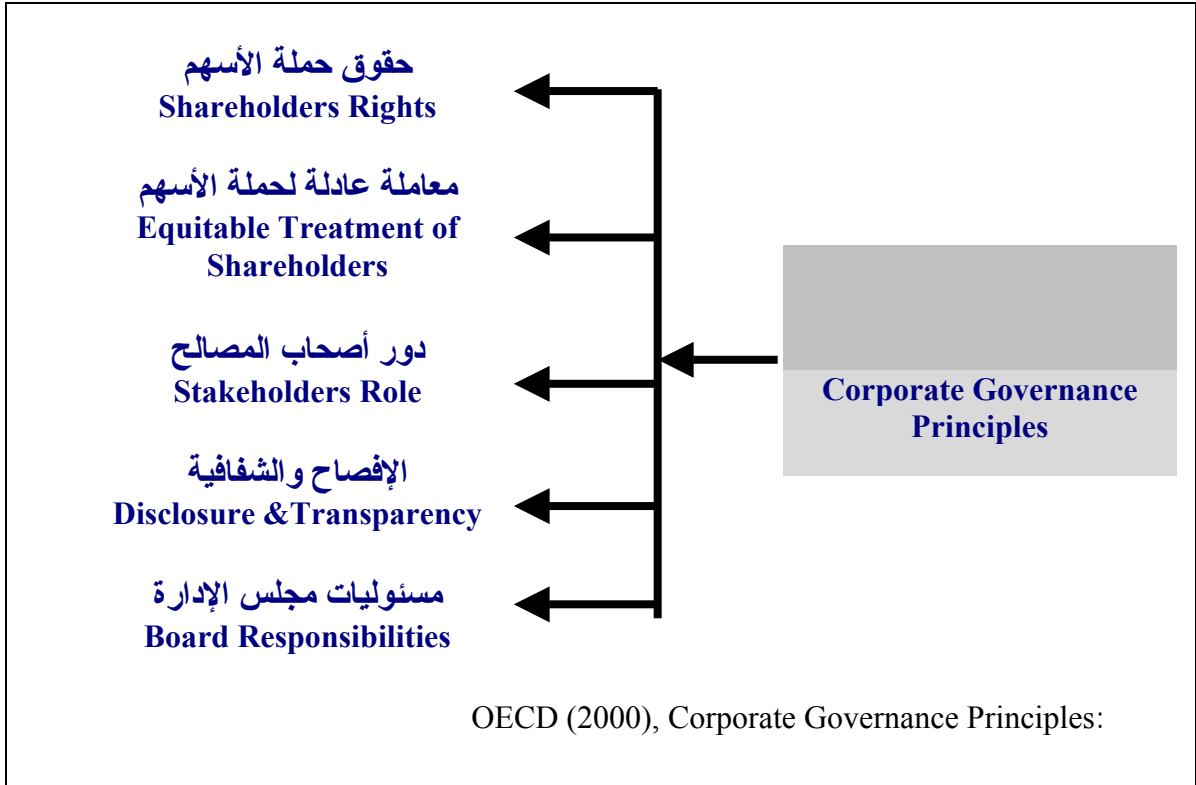 حقوق حملة الأسهم
Shareholders Rights
معاملة عادلة لحملة الأسهم
Equitable Treatment of
Shareholders
دور أصحاب المصالح
Stakeholders Role
الإفصاح والشفافية
Disclosure &Transparency
مسئوليات مجلس الإدارة
Board Responsibilities
Corporate Governance
Principles
OECD (2000), Corporate Governance Principles: